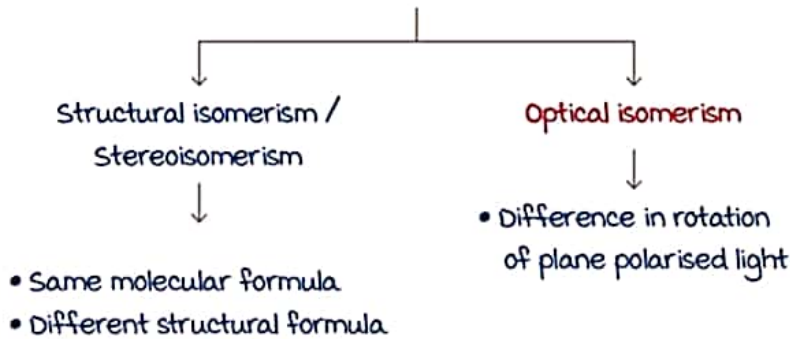 Structural isomerism /
Stereoisomerism
Optical isomerism
• Difference in rotation
of plane polarised light
• Same molecular formula
• Different structural formula